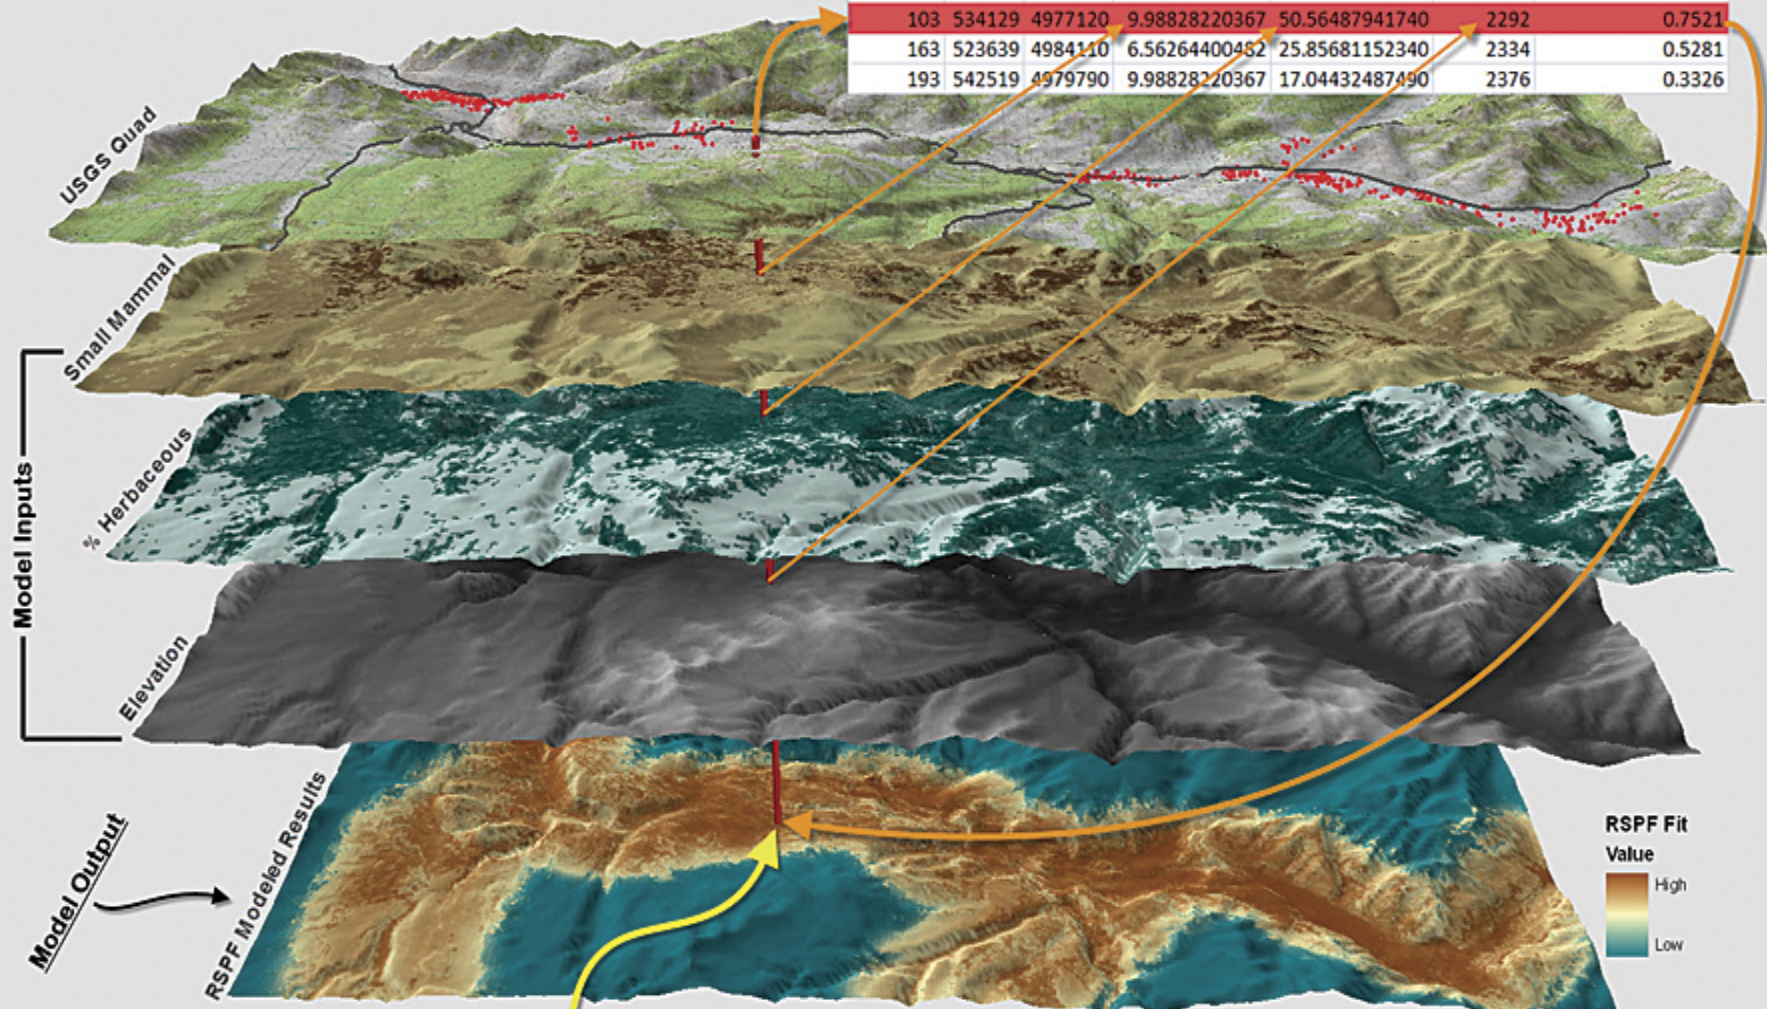 103 534129 4977120 9.98828220367 50.56487941740 2292 0.7521
163 523639 4984110 6.56264400482 25.85681152340 2334 0.5281
193 542519 4979790 9.98828220367 17.04432487490 2376 0.3326
USGS Quad
Small Mammal
% Herbaceous
Elevation
Model Inputs
RSPF Modeled Results
Model Output
RSPF Fit
Value
High
Low